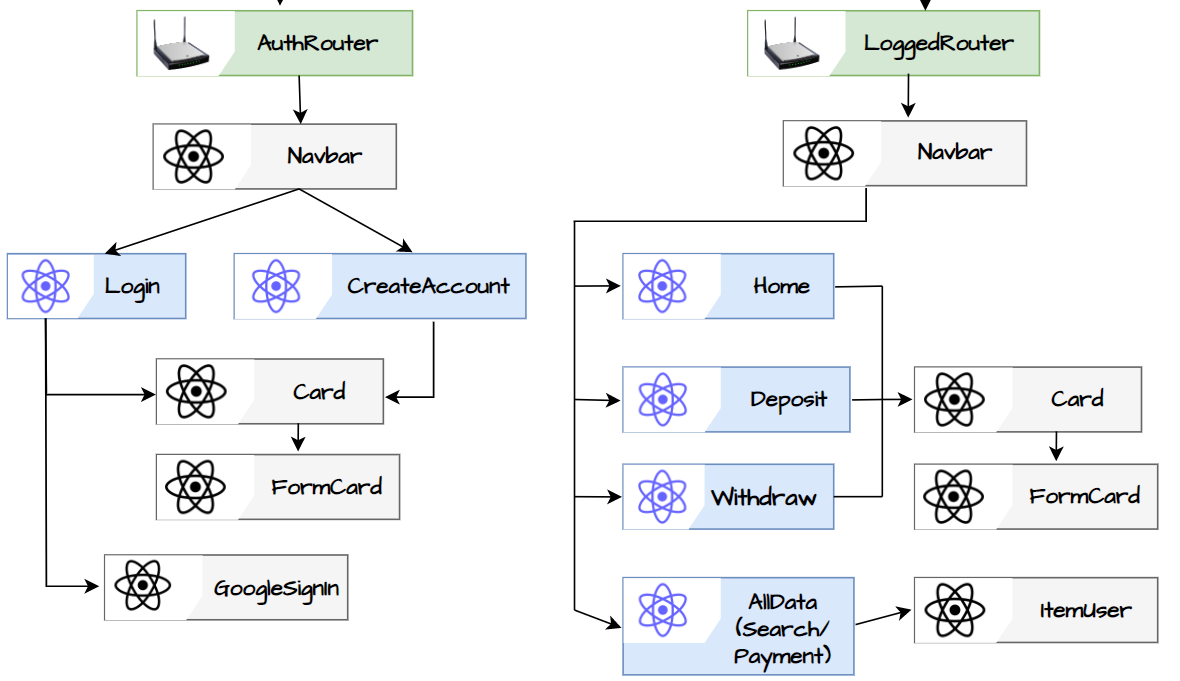 AuthRouter
LoggedRouter
Navbar
Navbar
Login
CreateAccount
Home
Card
Deposit
Card
FormCard
Withdraw
FormCard
GoogleSignIn
AllData
(Search/
Payment)
ItemUser